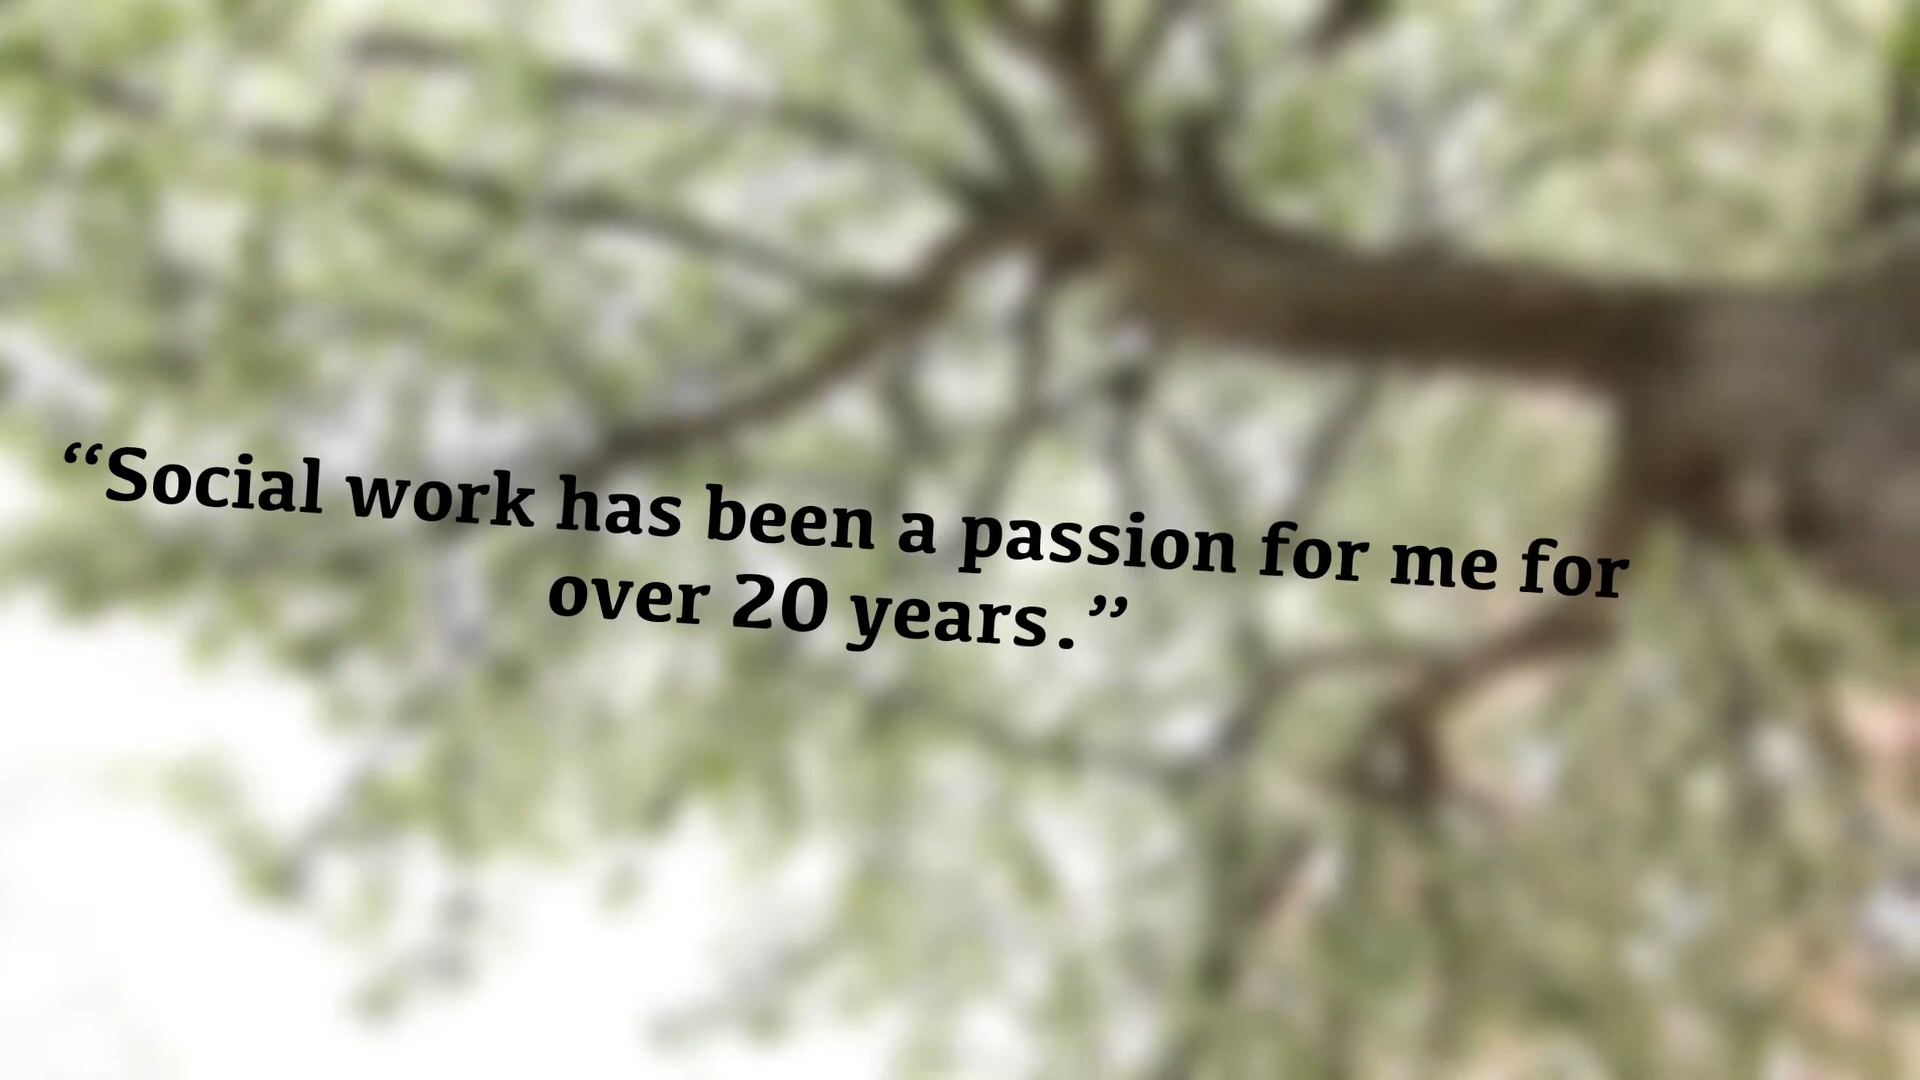 “Social work has been a passion for me for
over 20 years.”